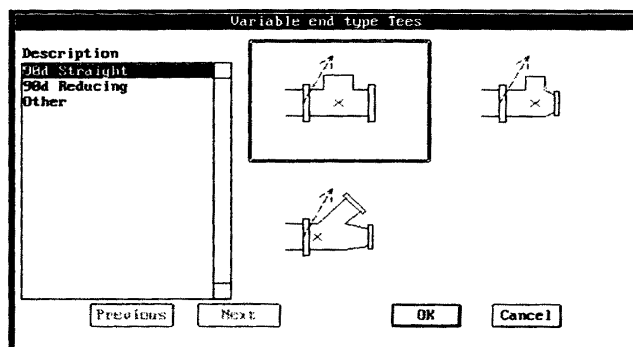 Variable end type Tees
Description
90d Straight
90d Reducing
Other
Previous
Next
OK
Cancel